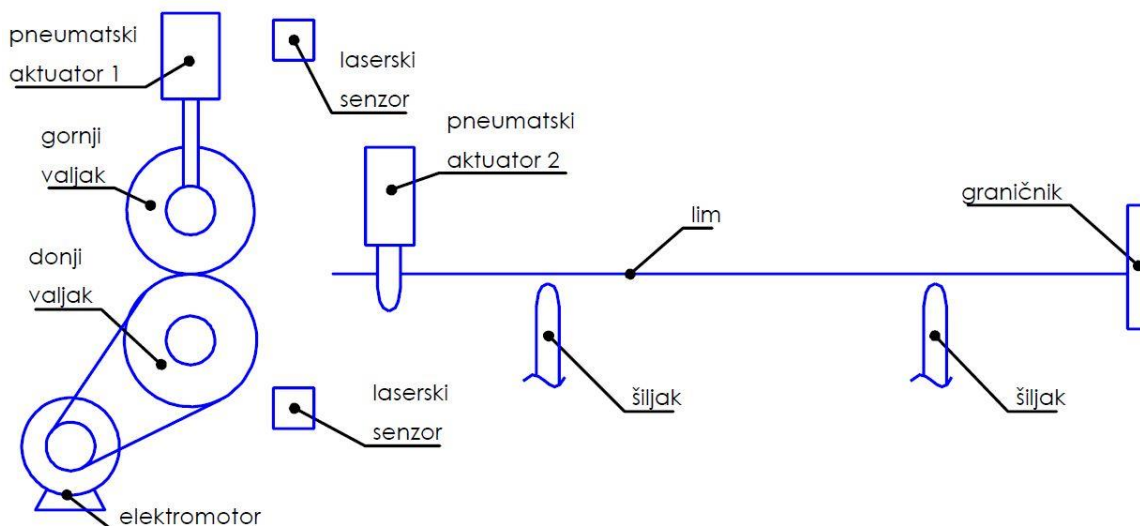 pneumatski
aktuator 1
laserski
senzor
gornji
valjak
pneumatski
aktuator 2
lim
graničnik
donji
valjak
laserski
senzor
šiljak
šiljak
elektromotor